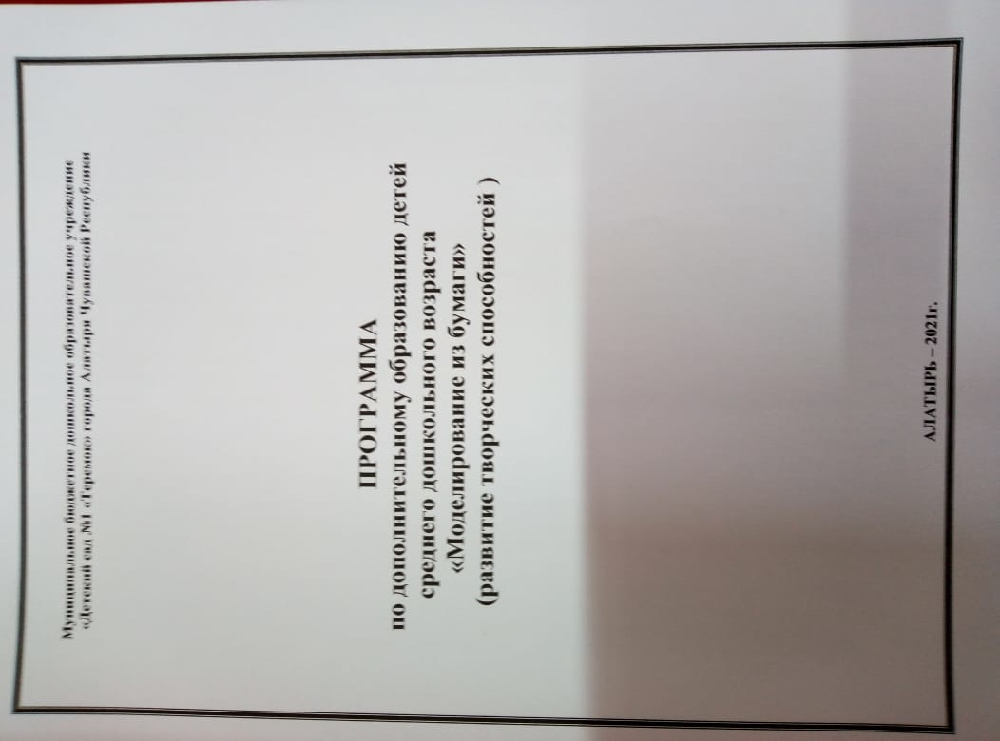 Муниципальное бюджетное дошкольное образовательное учреждение
«Детский сад №1 «Теремок» города Алатыря Чувашской Республики
ПРОГРАММА
по дополнительному образованию детей
среднего дошкольного возраста
«Моделирование из бумаги»
(развитие творческих способностей )
АЛАТЫРЬ – 2021г.